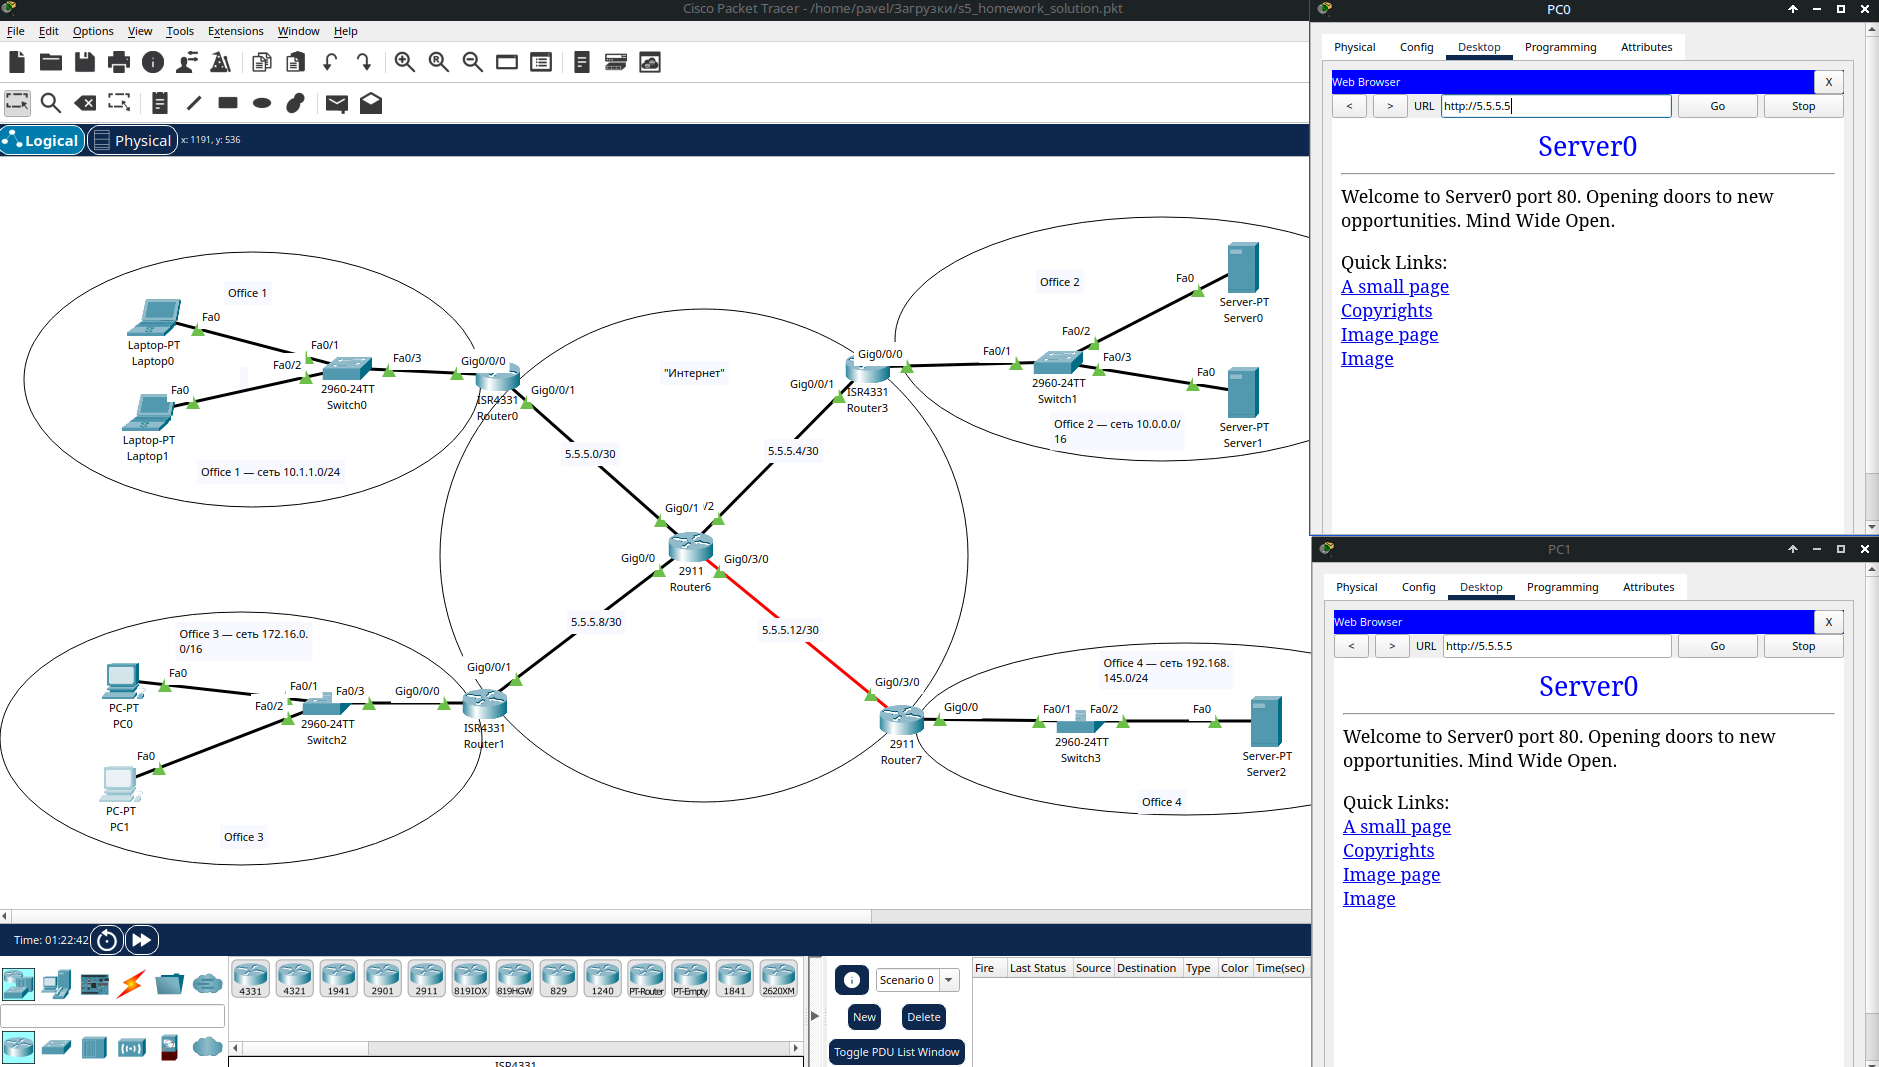 Cisco Packet Tracer - /home/pavel/Загрузки/s5_homework_solution.pkt
File Edit Options View Tools Extensions Window Help
Logical Physical x: 1191, y: 536
Office 1
Fa0
Laptop-PT
Laptop0
Fa0/1
Fa0/2
Fa0/3
Gig0/0/0
Fa0
2960-24TT
Switch0
Gig0/0/1
ISR4331
Router0
Laptop-PT
Laptop1
Office 1 — сеть 10.1.1.0/24
"Интернет"
5.5.5.0/30
5.5.5.4/30
Gig0/1
/2
Gig0/0
Gig0/3/0
2911
Router6
5.5.5.8/30
5.5.5.12/30
Office 2
Fa0
Server-PT
Server0
Gig0/0/0
Gig0/0/1
ISR4331
Router3
Fa0/1
Fa0/2
Fa0/3
2960-24TT
Switch1
Fa0
Office 2 — сеть 10.0.0.0/
16
Server-PT
Server1
Office 3 — сеть 172.16.0.
0/16
Fa0
PC-PT
PC0
Fa0/1
Fa0/2
Fa0/3
Gig0/0/0
Gig0/0/1
2960-24TT
Switch2
ISR4331
Router1
Fa0
PC-PT
PC1
Office 3
Office 4 — сеть 192.168.
145.0/24
Gig0/3/0
Gig0/0
2911
Router7
Fa0/1
Fa0/2
Fa0
2960-24TT
Switch3
Server-PT
Server2
Office 4
Time: 01:22:42
4331 4321 1941 2901 2911 819IOX 819HGW 829 1240 PT-Router PT-Empty 1841 2620XM
ISR4331
Scenario 0
New Delete
Toggle PDU List Window
Fire Last Status Source Destination Type Color Time(sec)
PC0
Physical Config Desktop Programming Attributes
Web Browser X
< > URL http://5.5.5.5 Go Stop
Server0
Welcome to Server0 port 80. Opening doors to new
opportunities. Mind Wide Open.
Quick Links:
A small page
Copyrights
Image page
Image
PC1
Physical Config Desktop Programming Attributes
Web Browser X
< > URL http://5.5.5.5 Go Stop
Server0
Welcome to Server0 port 80. Opening doors to new
opportunities. Mind Wide Open.
Quick Links:
A small page
Copyrights
Image page
Image